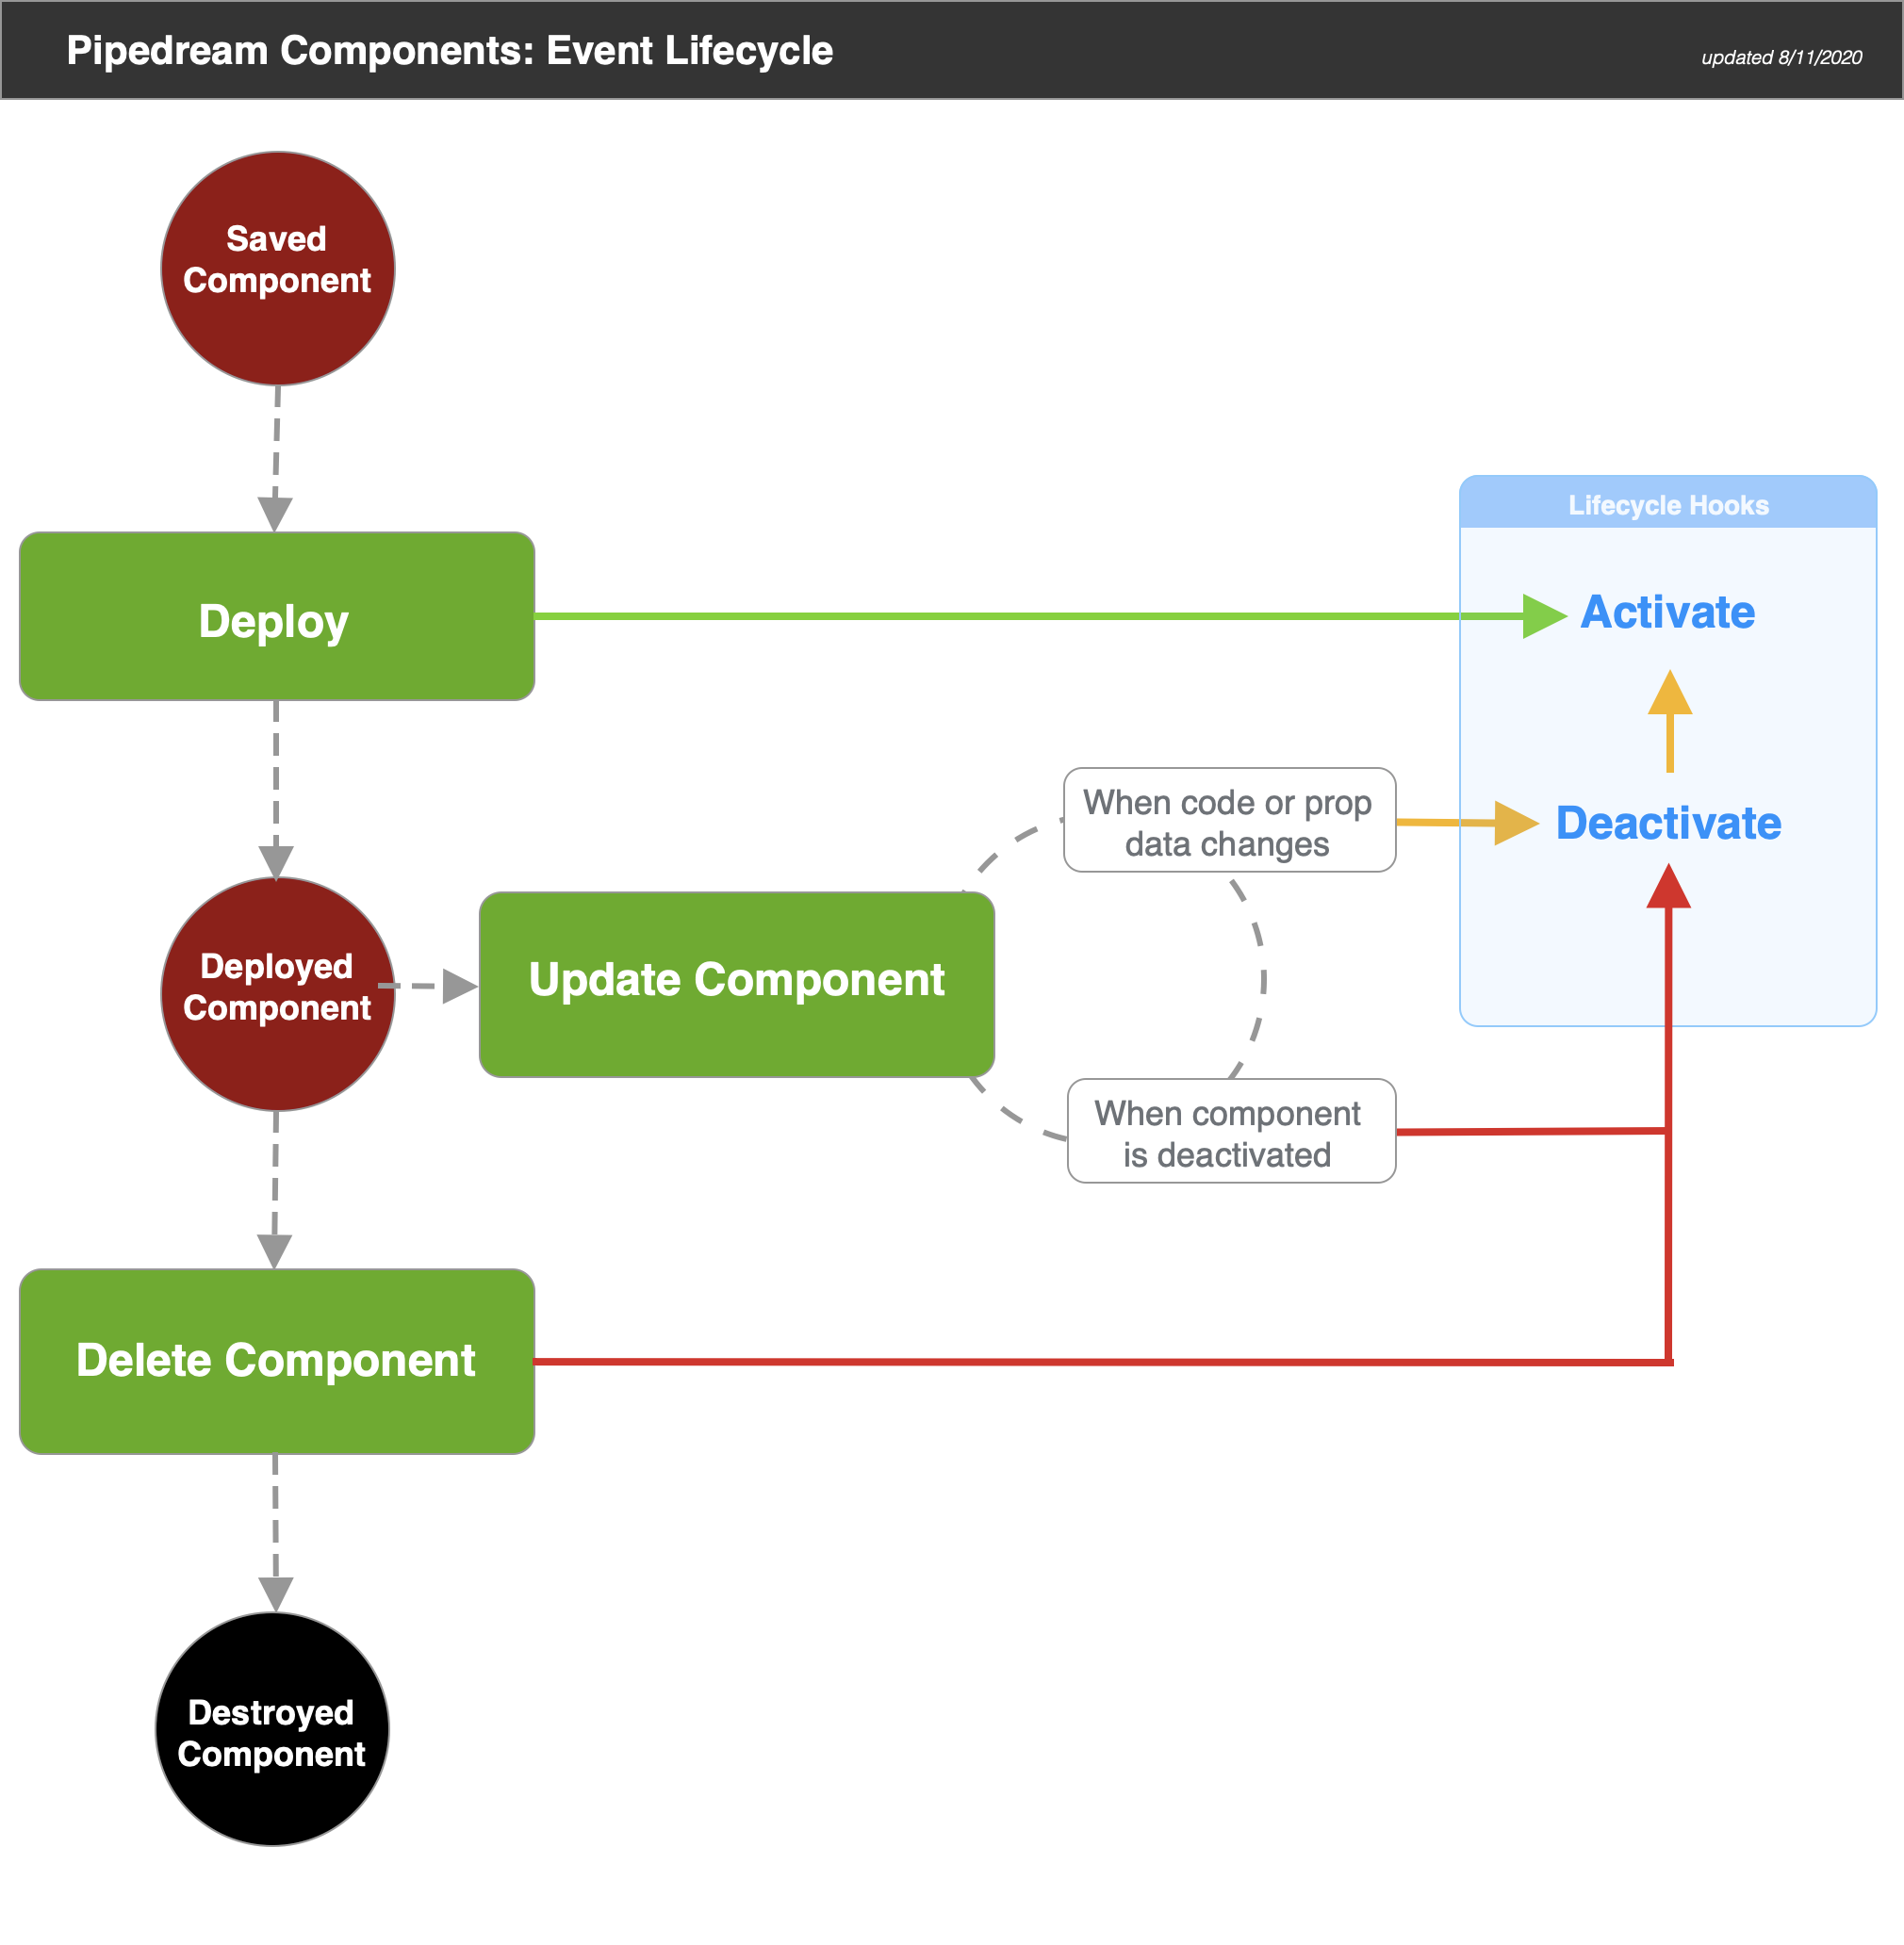 Pipedream Components: Event Lifecycle
updated 8/11/2020
Saved
Component
Lifecycle Hooks
Deploy
Activate
When code or prop
data changes
Deactivate
Deployed
Component
Update Component
When component
is deactivated
Delete Component
Destroyed
Component